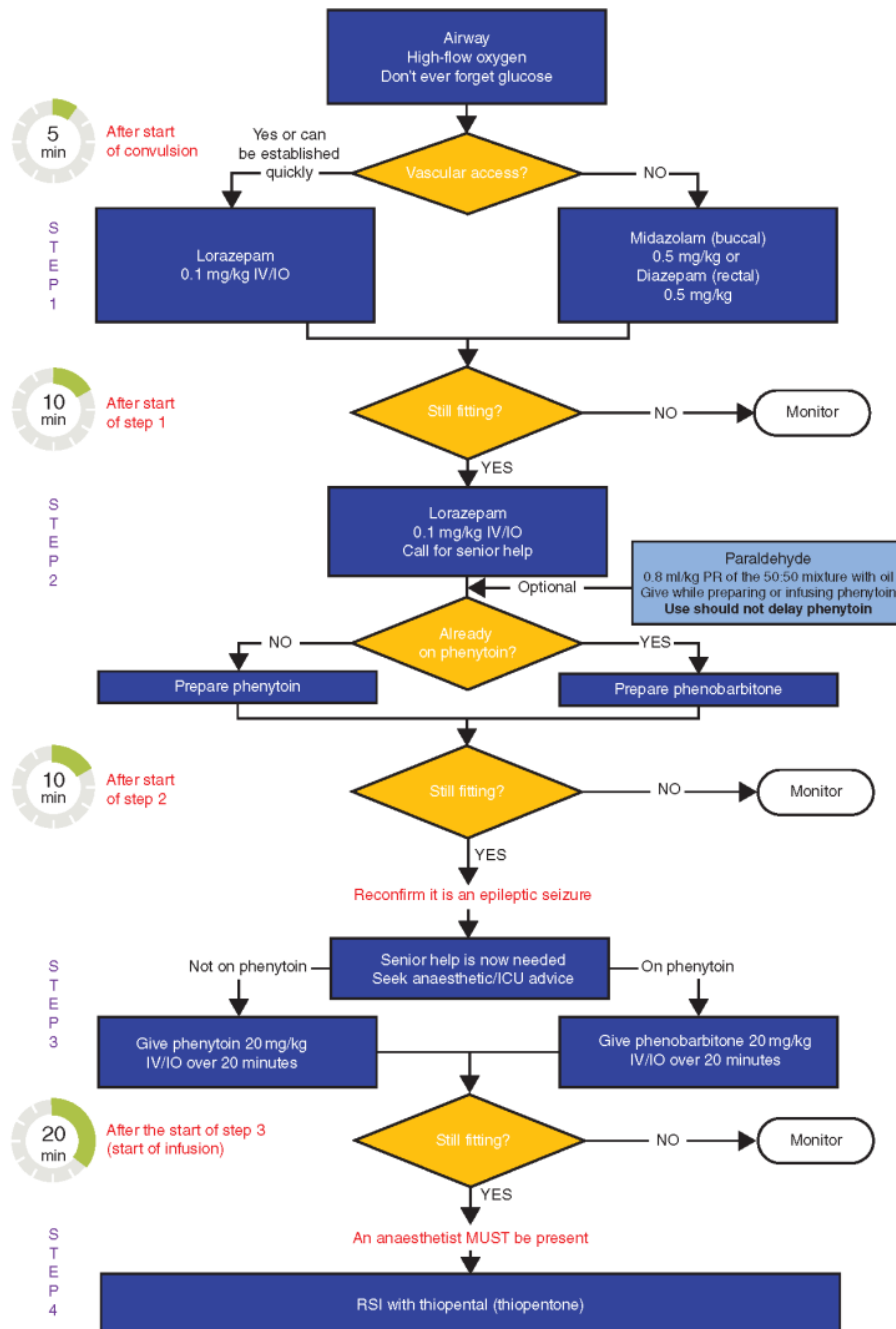 Airway
High-flow oxygen
Don't ever forget glucose
5
min
After start
of convulsion
Yes or can
be established
quickly
Vascular access?
NO
STEP 1
Lorazepam
0.1 mg/kg IV/IO
Midazolam (buccal)
0.5 mg/kg or
Diazepam (rectal)
0.5 mg/kg
10
min
After start
of step 1
Still fitting?
NO
Monitor
YES
STEP 2
Lorazepam
0.1 mg/kg IV/IO
Call for senior help
Optional
Paraldehyde
0.8 ml/kg PR of the 50:50 mixture with oil
Give while preparing or infusing phenytoin
Use should not delay phenytoin
Already
on phenytoin?
NO
YES
Prepare phenytoin
Prepare phenobarbitone
10
min
After start
of step 2
Still fitting?
NO
Monitor
YES
Reconfirm it is an epileptic seizure
STEP 3
Not on phenytoin
Senior help is now needed
Seek anaesthetic/ICU advice
On phenytoin
Give phenytoin 20 mg/kg
IV/IO over 20 minutes
Give phenobarbitone 20 mg/kg
IV/IO over 20 minutes
20
min
After the start of step 3
(start of infusion)
Still fitting?
NO
Monitor
YES
An anaesthetist MUST be present
STEP 4
RSI with thiopental (thiopentone)